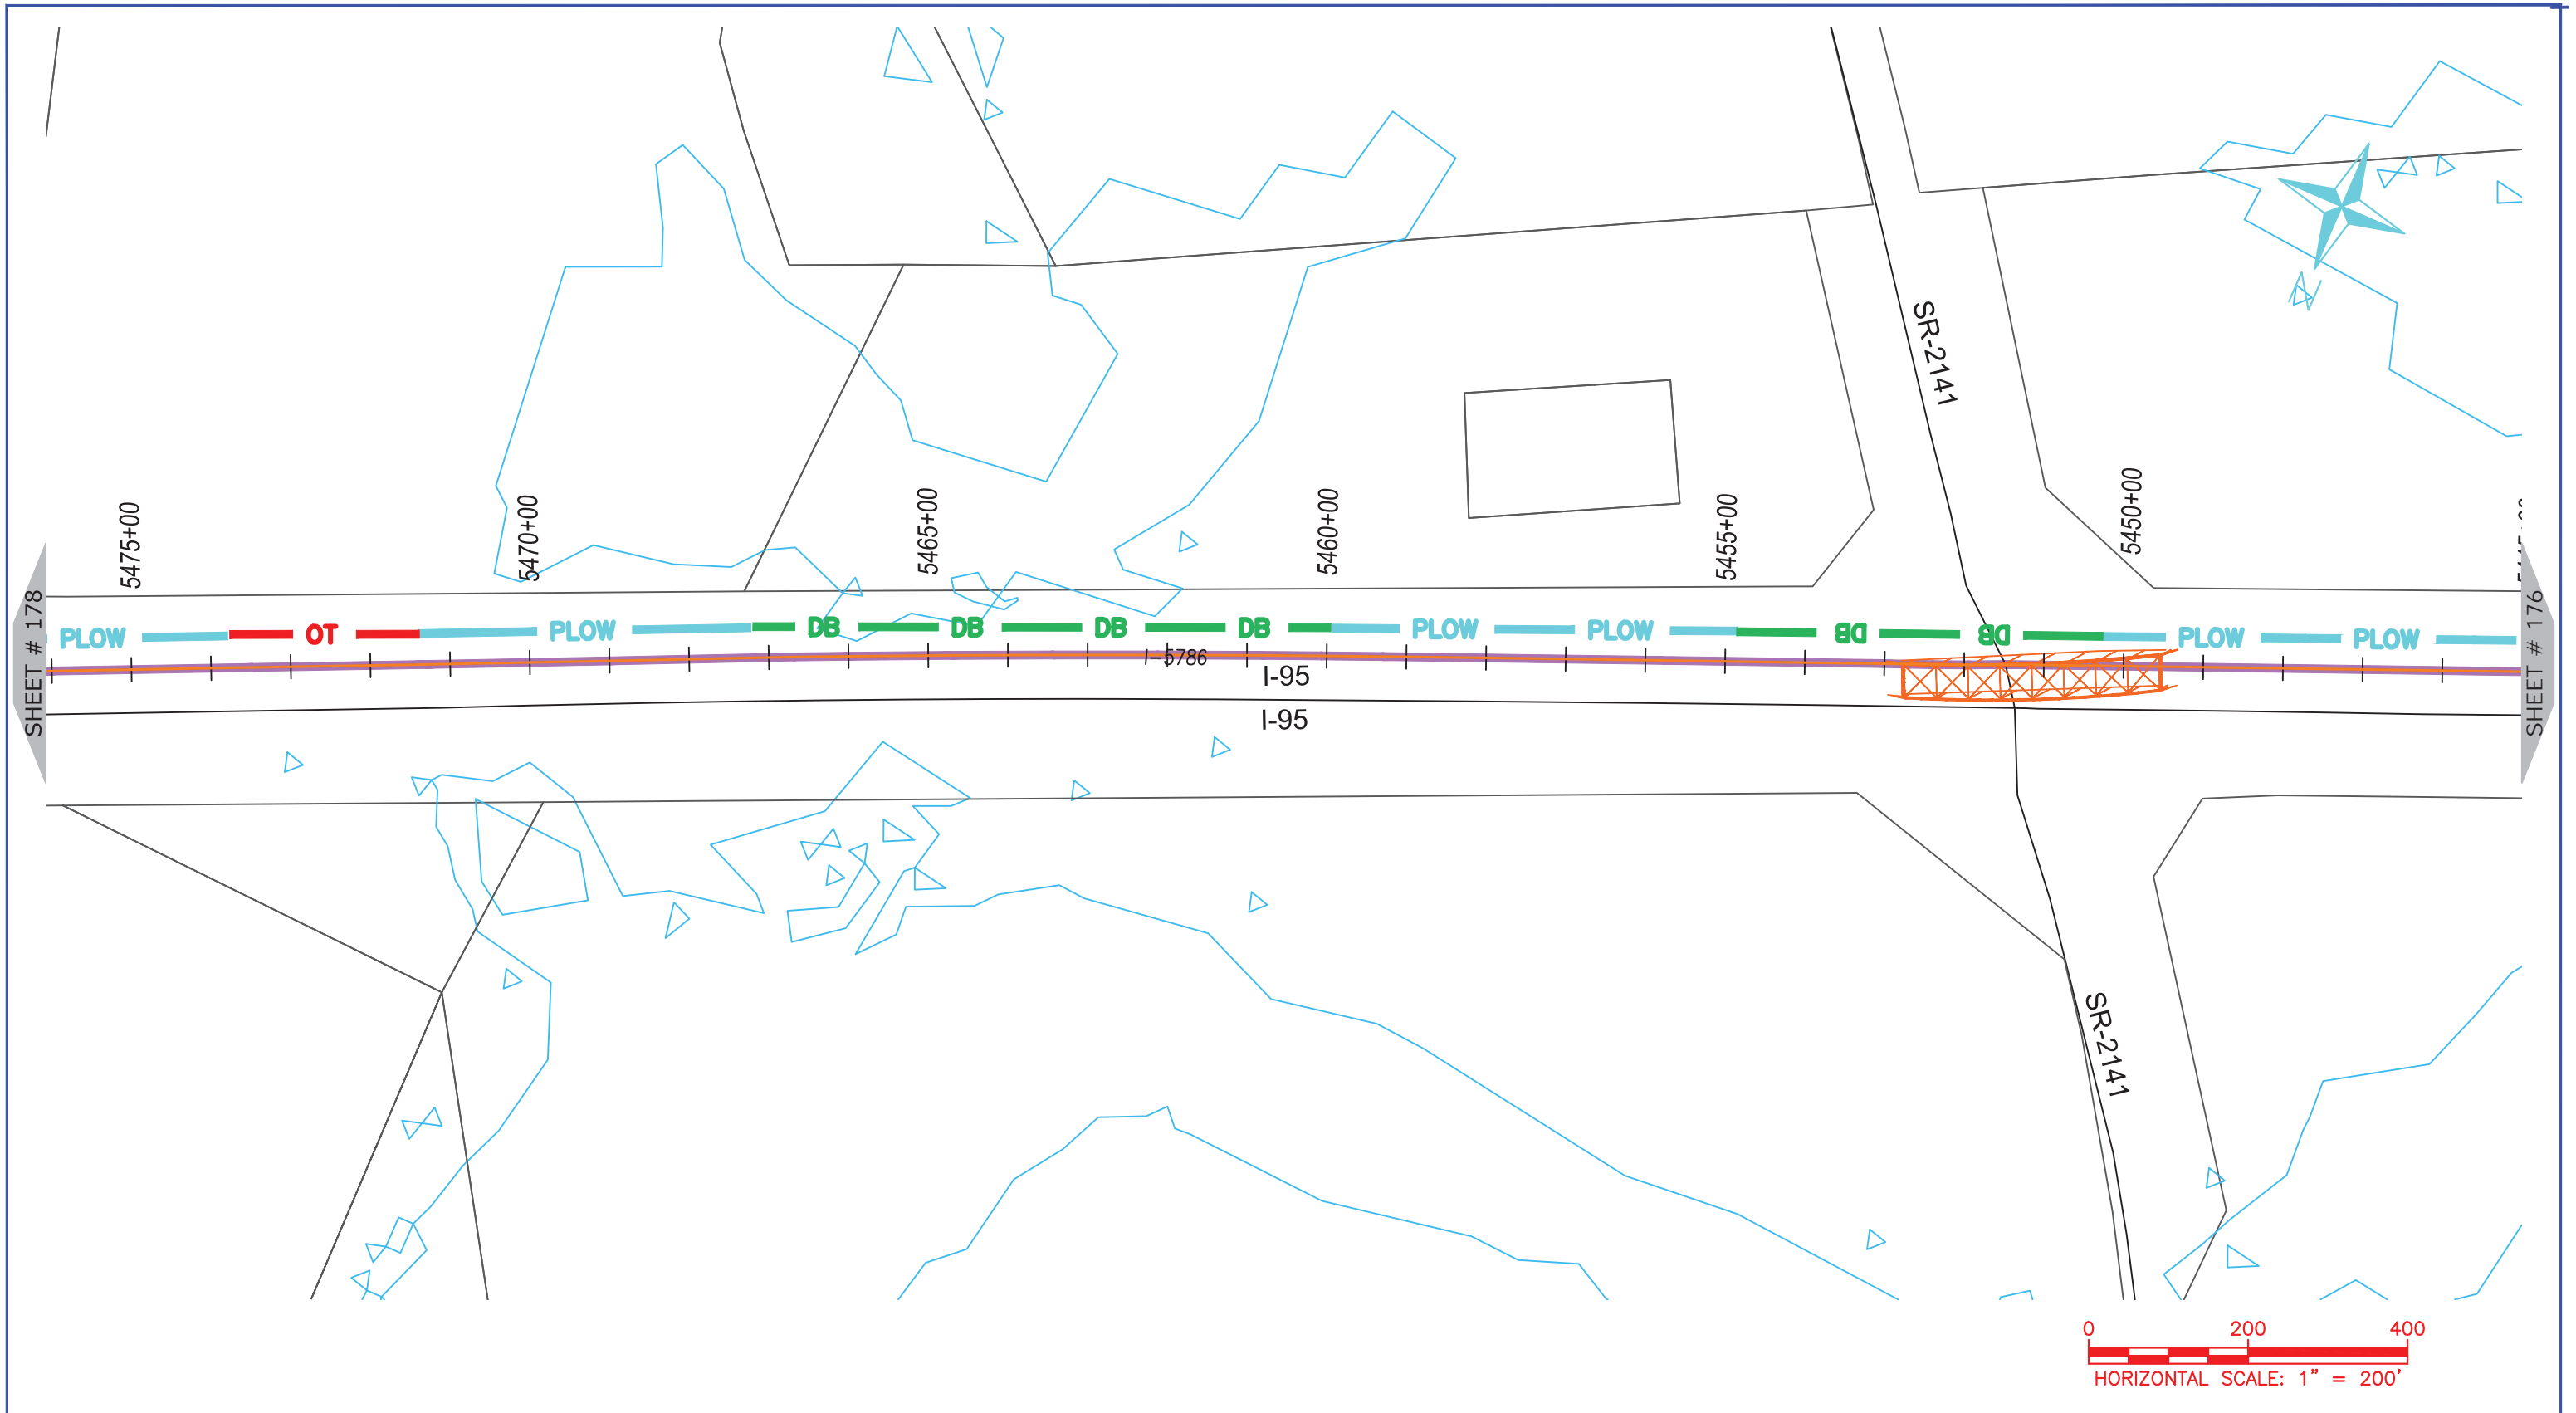 SR-2141
5475+00
5470+00
5465+00
5460+00
5455+00
5450+00
N
SHEET # 178
PLOW OT PLOW DB DB DB DB PLOW PLOW DB DB PLOW PLOW
SHEET # 176
I-5786
I-95
I-95
SR-2141
0 200 400
HORIZONTAL SCALE: 1" = 200'